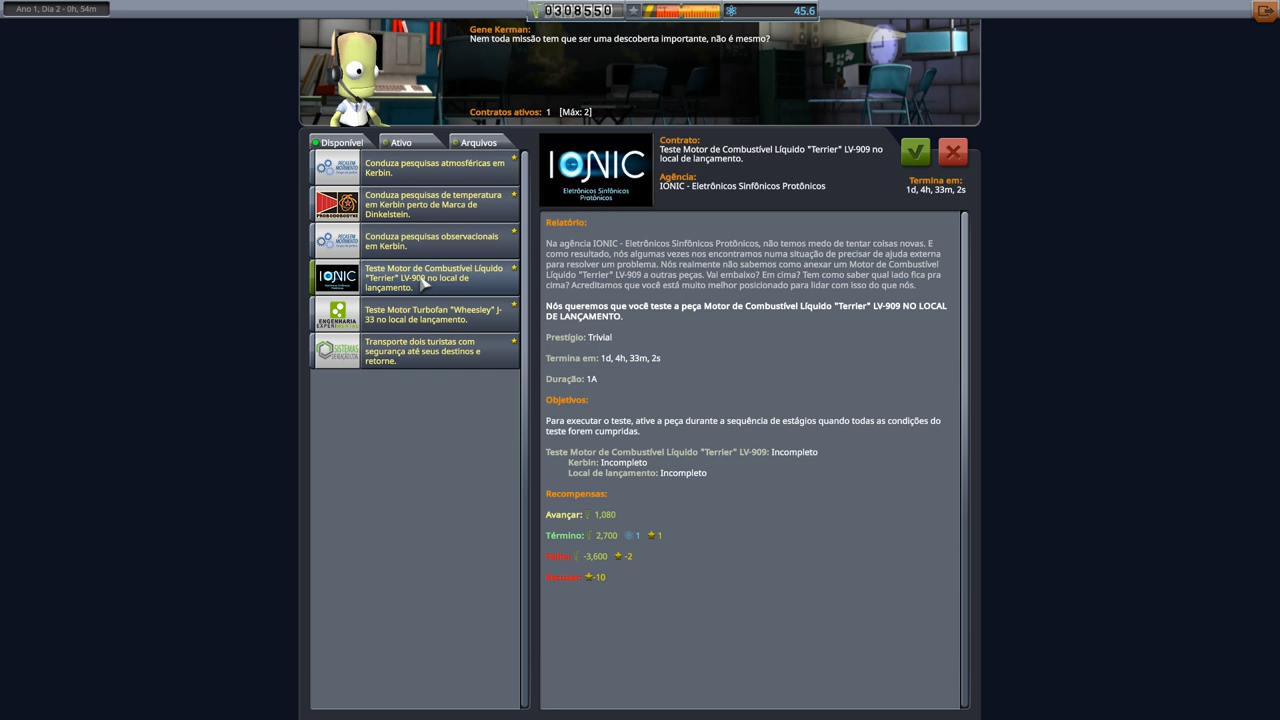 Ano 1, Dia 2 - 0h, 54m
0308550
45.6
Gene Kerman:
Nem toda missão tem que ser uma descoberta importante, não é mesmo?
Contratos ativos: 1 [Máx: 2]
Disponível
Ativo
Arquivos
Conduza pesquisas atmosféricas em
Kerbin.
Conduza pesquisas de temperatura
em Kerbin perto de Marca de
Dinkelstein.
Conduza pesquisas observacionais
em Kerbin.
IONIC
Teste Motor de Combustível Líquido
"Terrier" LV-909 no local de
lançamento.
ENGENHARIA
EXPERIMENTAL
Teste Motor Turbofan "Wheesley" J-
33 no local de lançamento.
Transporte dois turistas com
segurança até seus destinos e
retorne.
IONIC
Eletrônicos Sinfônicos
Protônicos
Contrato:
Teste Motor de Combustível Líquido "Terrier" LV-909 no
local de lançamento.
Agência:
IONIC - Eletrônicos Sinfônicos Protônicos
Termina em:
1d, 4h, 33m, 2s
Relatório:
Na agência IONIC - Eletrônicos Sinfônicos Protônicos, não temos medo de tentar coisas novas. E
como resultado, nós algumas vezes nos encontramos numa situação de precisar de ajuda externa
para resolver um problema. Nós realmente não sabemos como anexar um Motor de Combustível
Líquido "Terrier" LV-909 a outras peças. Vai embaixo? Em cima? Tem como saber qual lado fica pra
cima? Acreditamos que você está muito melhor posicionado para lidar com isso do que nós.
Nós queremos que você teste a peça Motor de Combustível Líquido "Terrier" LV-909 NO LOCAL
DE LANÇAMENTO.
Prestígio: Trivial
Termina em: 1d, 4h, 33m, 2s
Duração: 1A
Objetivos:
Para executar o teste, ative a peça durante a sequência de estágios quando todas as condições do
teste forem cumpridas.
Teste Motor de Combustível Líquido "Terrier" LV-909: Incompleto
Kerbin: Incompleto
Local de lançamento: Incompleto
Recompensas:
Avançar: 1,080
Término: 2,700 1 1
-3,600 -2
-10